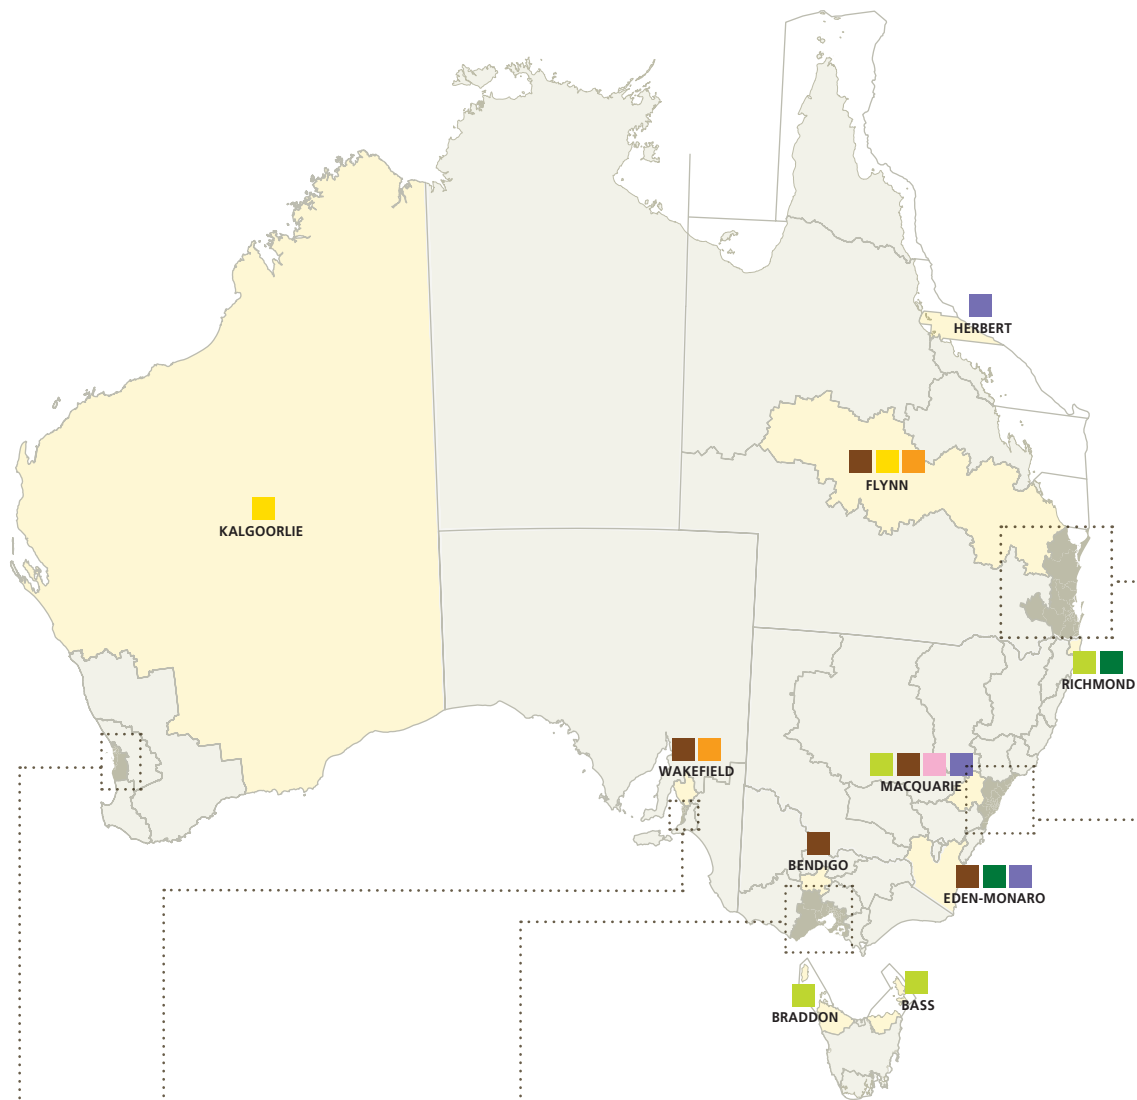 HERBERT
FLYNN
KALGOORLIE
RICHMOND
WAKEFIELD
MACQUARIE
BENDIGO
EDEN-MONARO
BASS
BRADDON